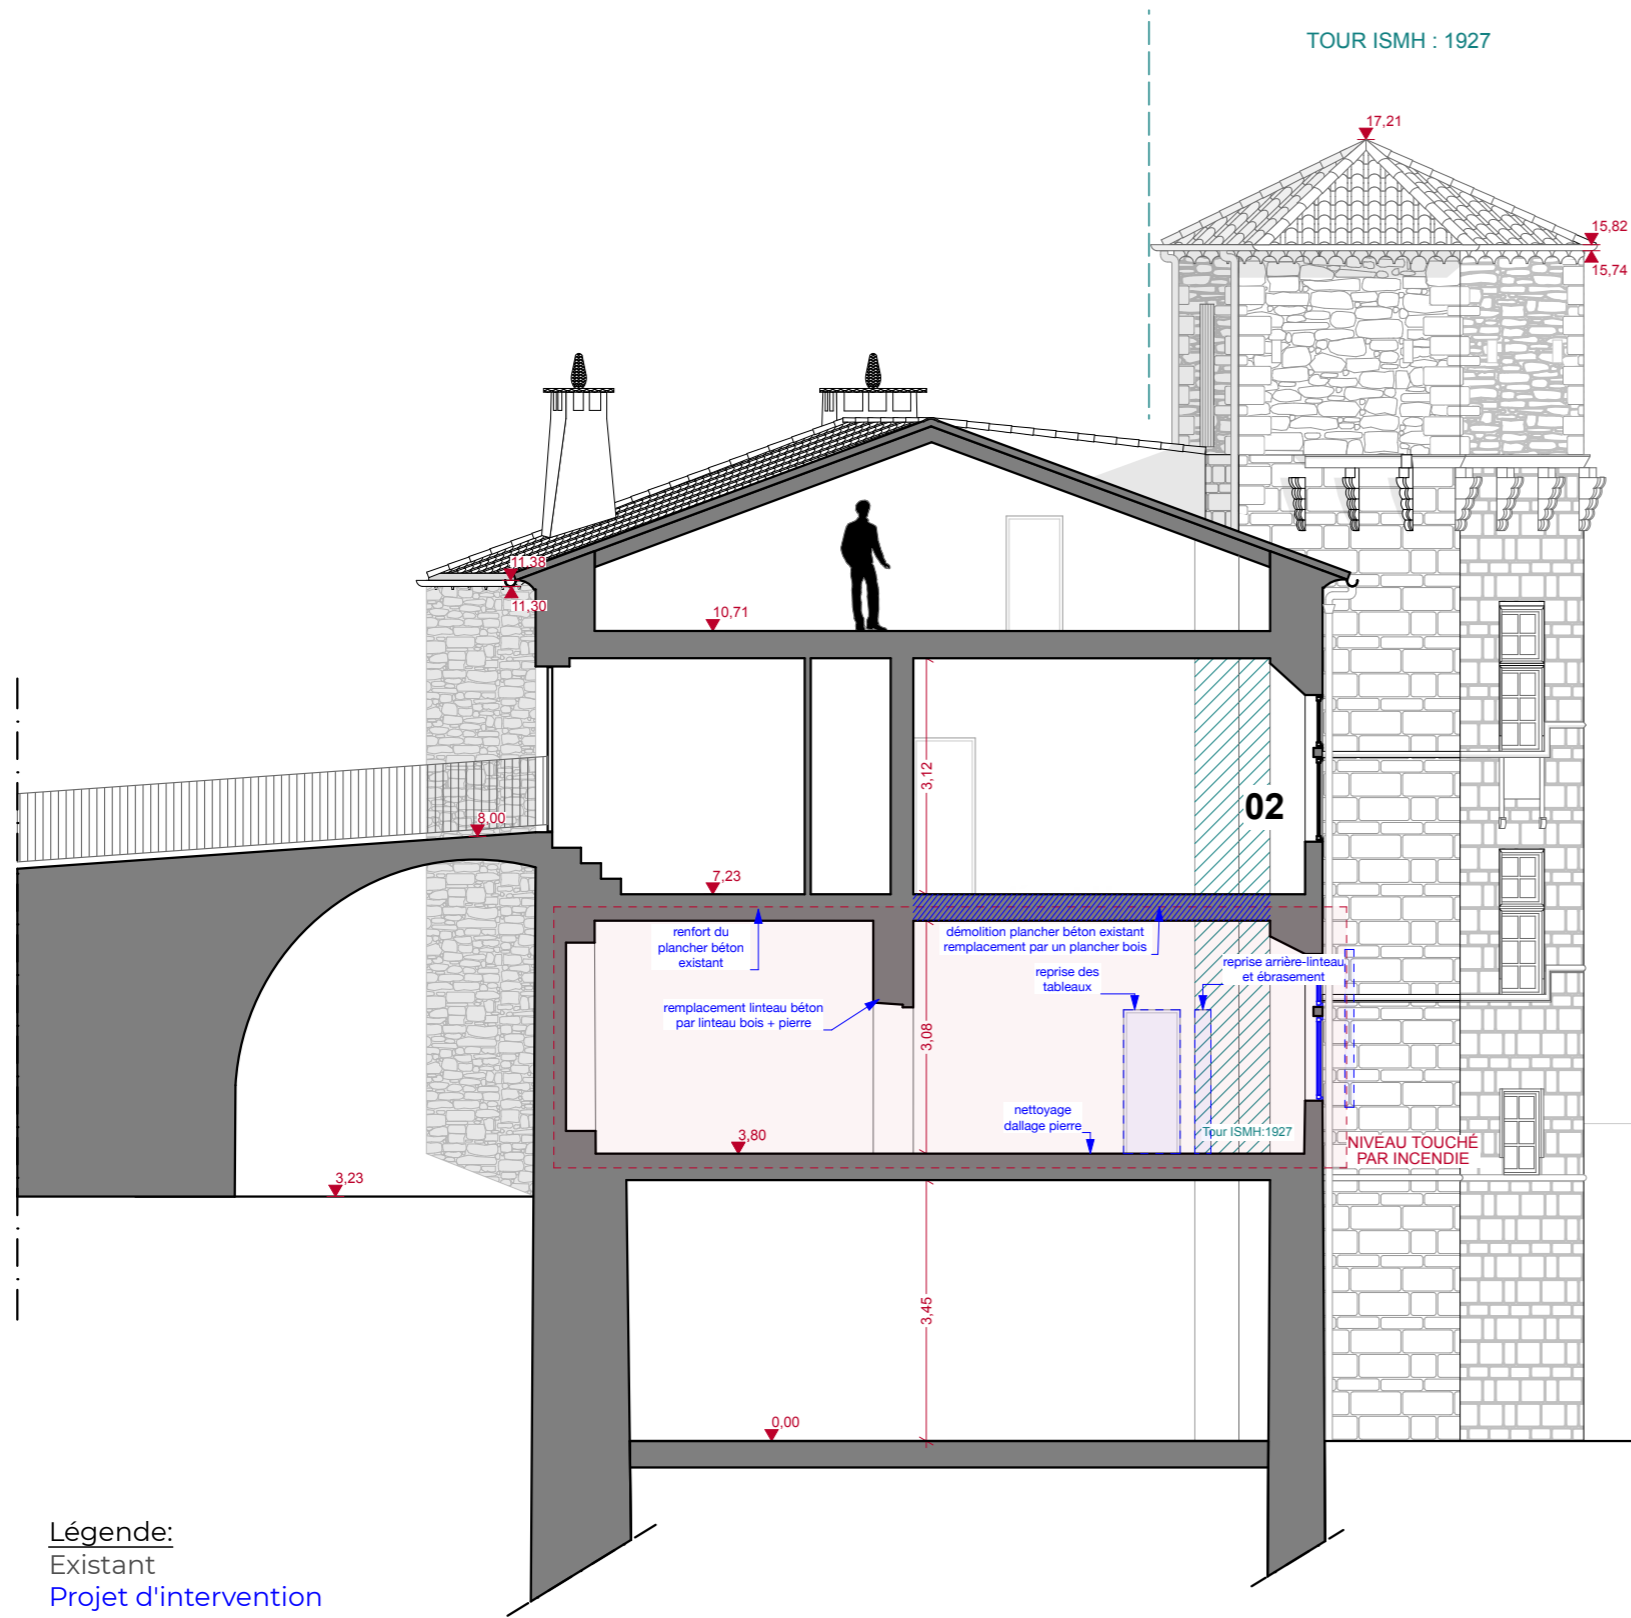 TOUR ISMH : 1927
17,21
15,82
15,74
11.38
11,30
10,71
3,12
02
8,00
7,23
renfort du
plancher béton
existant
démolition plancher béton existant
remplacement par un plancher bois
reprise des
tableaux
reprise arrière-linteau
et ébrasement
remplacement linteau béton
par linteau bois + pierre
3,08
nettoyage
dallage pierre
Tour ISMH:1927
3,80
NIVEAU TOUCHÉ
PAR INCENDIE
3,23
3,45
0,00
Légende:
Existant
Projet d'intervention